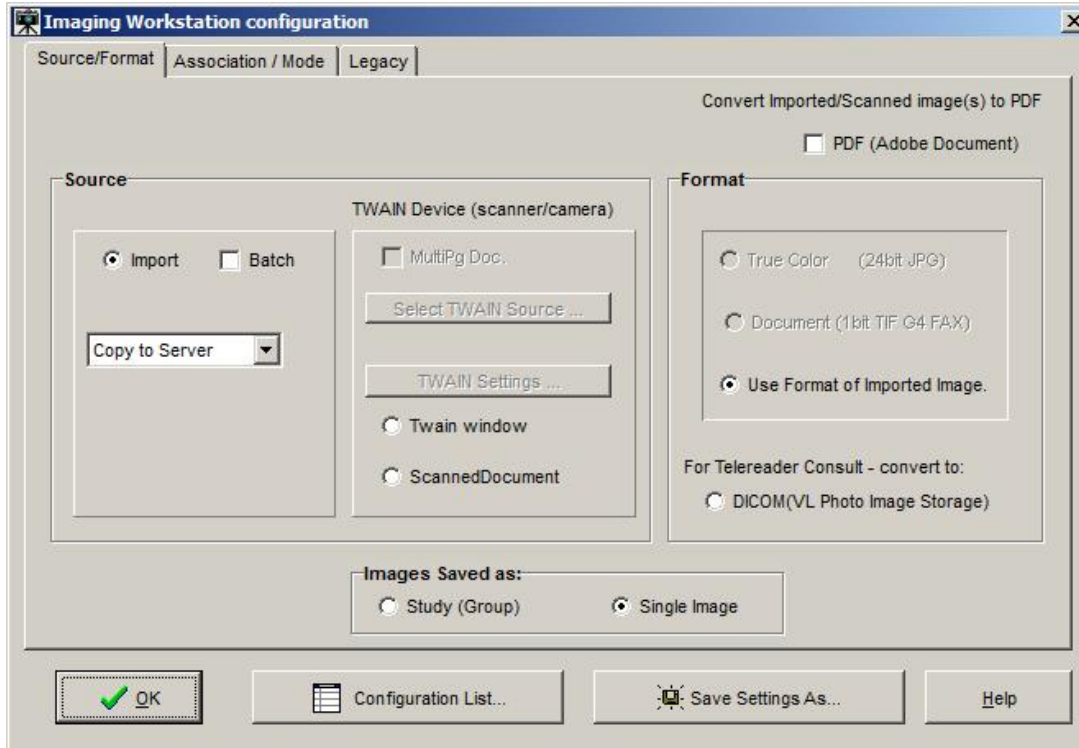 Imaging Workstation configuration
Source/Format Association / Mode Legacy
Convert Imported/Scanned image(s) to PDF
PDF (Adobe Document)
Source
TWAIN Device (scanner/camera)
Import Batch
Copy to Server
MultiPg Doc.
Select TWAIN Source ...
TWAIN Settings ...
Twain window
ScannedDocument
Format
True Color (24bit JPG)
Document (1bit TIF G4 FAX)
Use Format of Imported Image.
For Telereader Consult - convert to:
DICOM(VL Photo Image Storage)
Images Saved as:
Study (Group) Single Image
OK Configuration List... Save Settings As... Help